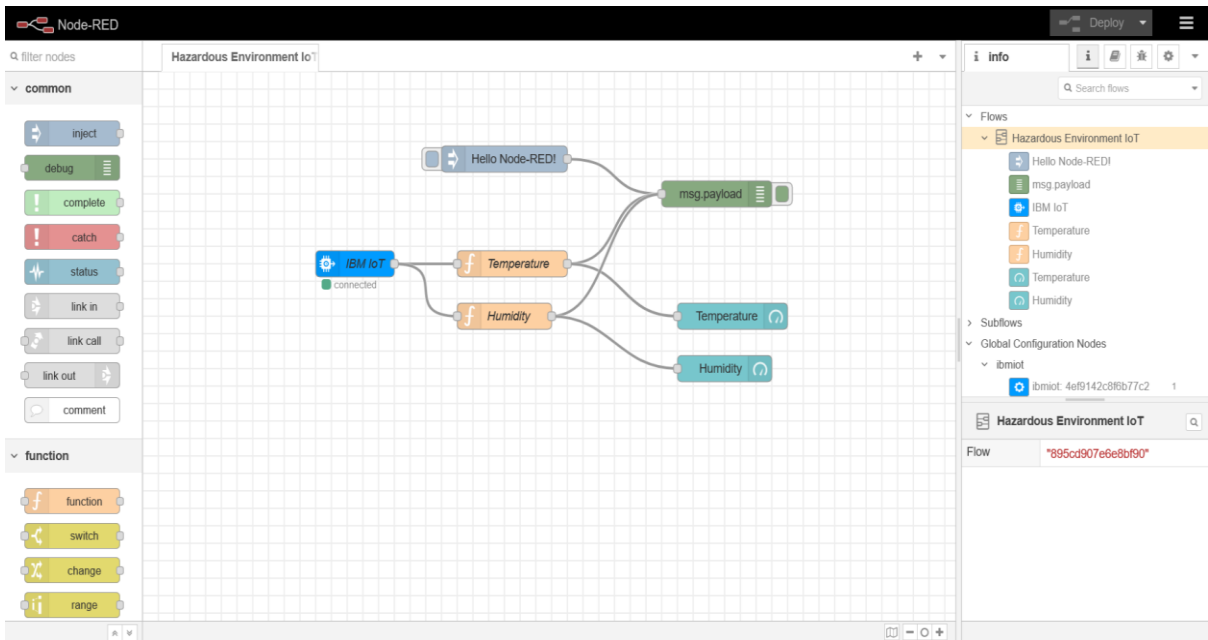 Node-RED
Deploy
filter nodes
common
inject
debug
complete
catch
status
link in
link call
link out
comment
function
function
switch
change
range
Hazardous Environment IoT
Hello Node-RED!
msg.payload
IBM IoT
connected
Temperature
Humidity
Temperature
Humidity
info
Search flows
Flows
Hazardous Environment IoT
Hello Node-RED!
msg.payload
IBM IoT
Temperature
Humidity
Temperature
Humidity
Subflows
Global Configuration Nodes
ibmiot
ibmiot: 4ef9142c8f6b77c2 1
Hazardous Environment IoT
Flow "895cd907e6e8bf90"